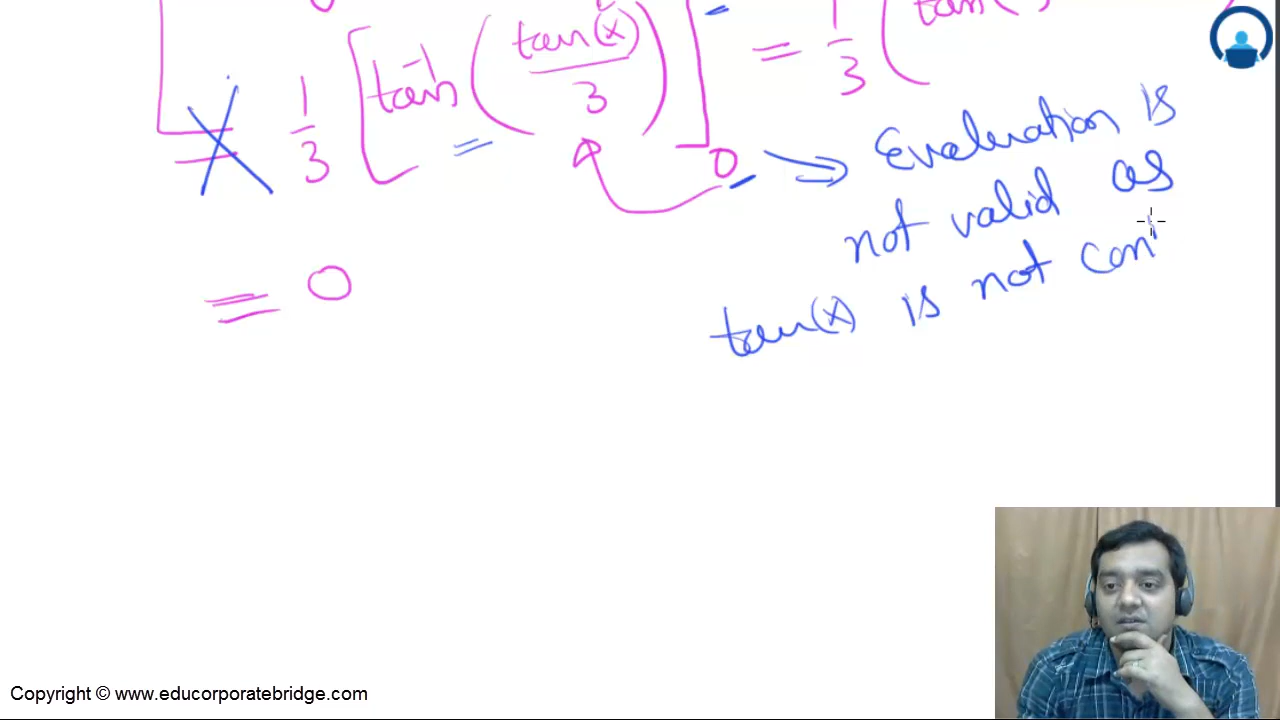 1/3 [tan⁻¹ (tan(x)/3)] 0 = 1/3 (tan(
Evaluation is
not valid as
tan(x) is not con
= 0
Copyright © www.educorporatebridge.com